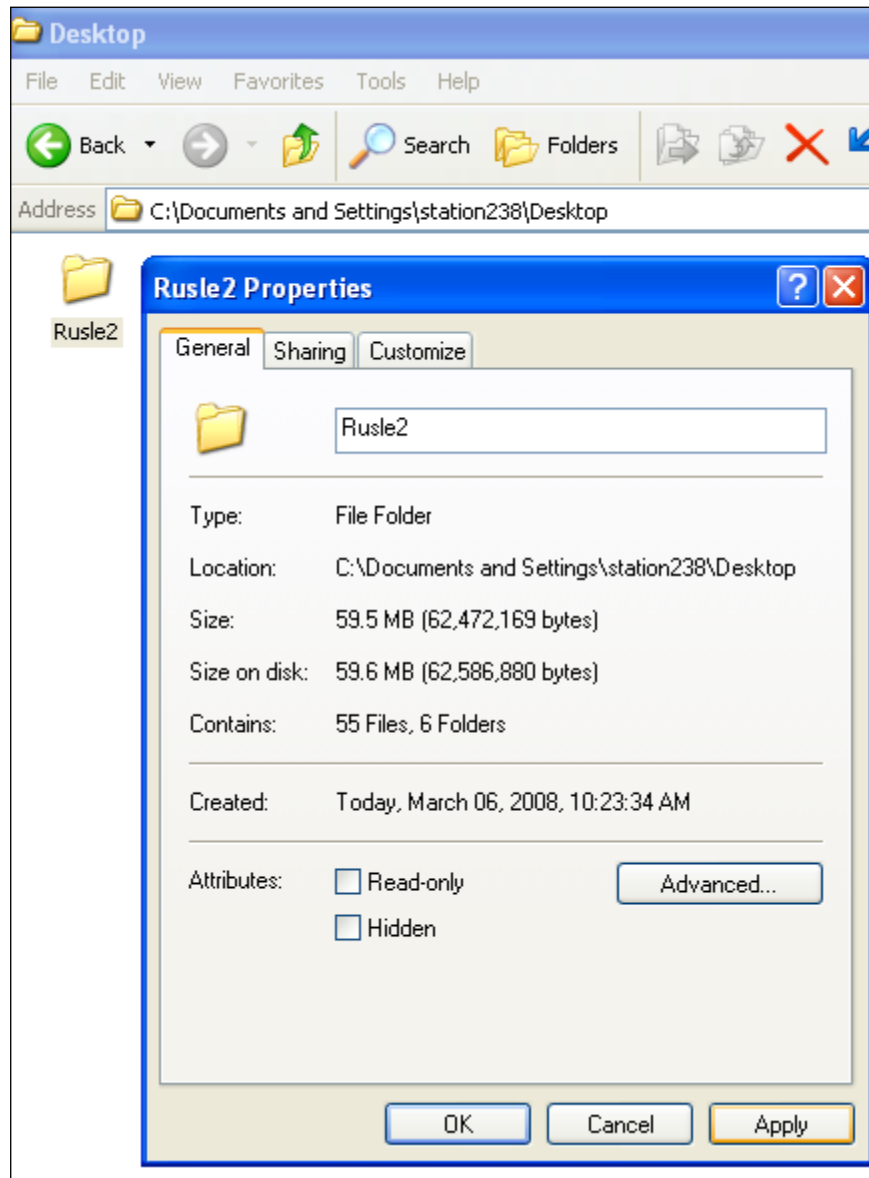 Desktop
File Edit View Favorites Tools Help
Back Search Folders
Address C:\Documents and Settings\station238\Desktop
Rusle2
Rusle2 Properties
General Sharing Customize
Rusle2
Type: File Folder
Location: C:\Documents and Settings\station238\Desktop
Size: 59.5 MB (62,472,169 bytes)
Size on disk: 59.6 MB (62,586,880 bytes)
Contains: 55 Files, 6 Folders
Created: Today, March 06, 2008, 10:23:34 AM
Attributes: Read-only Advanced...
Hidden
OK Cancel Apply